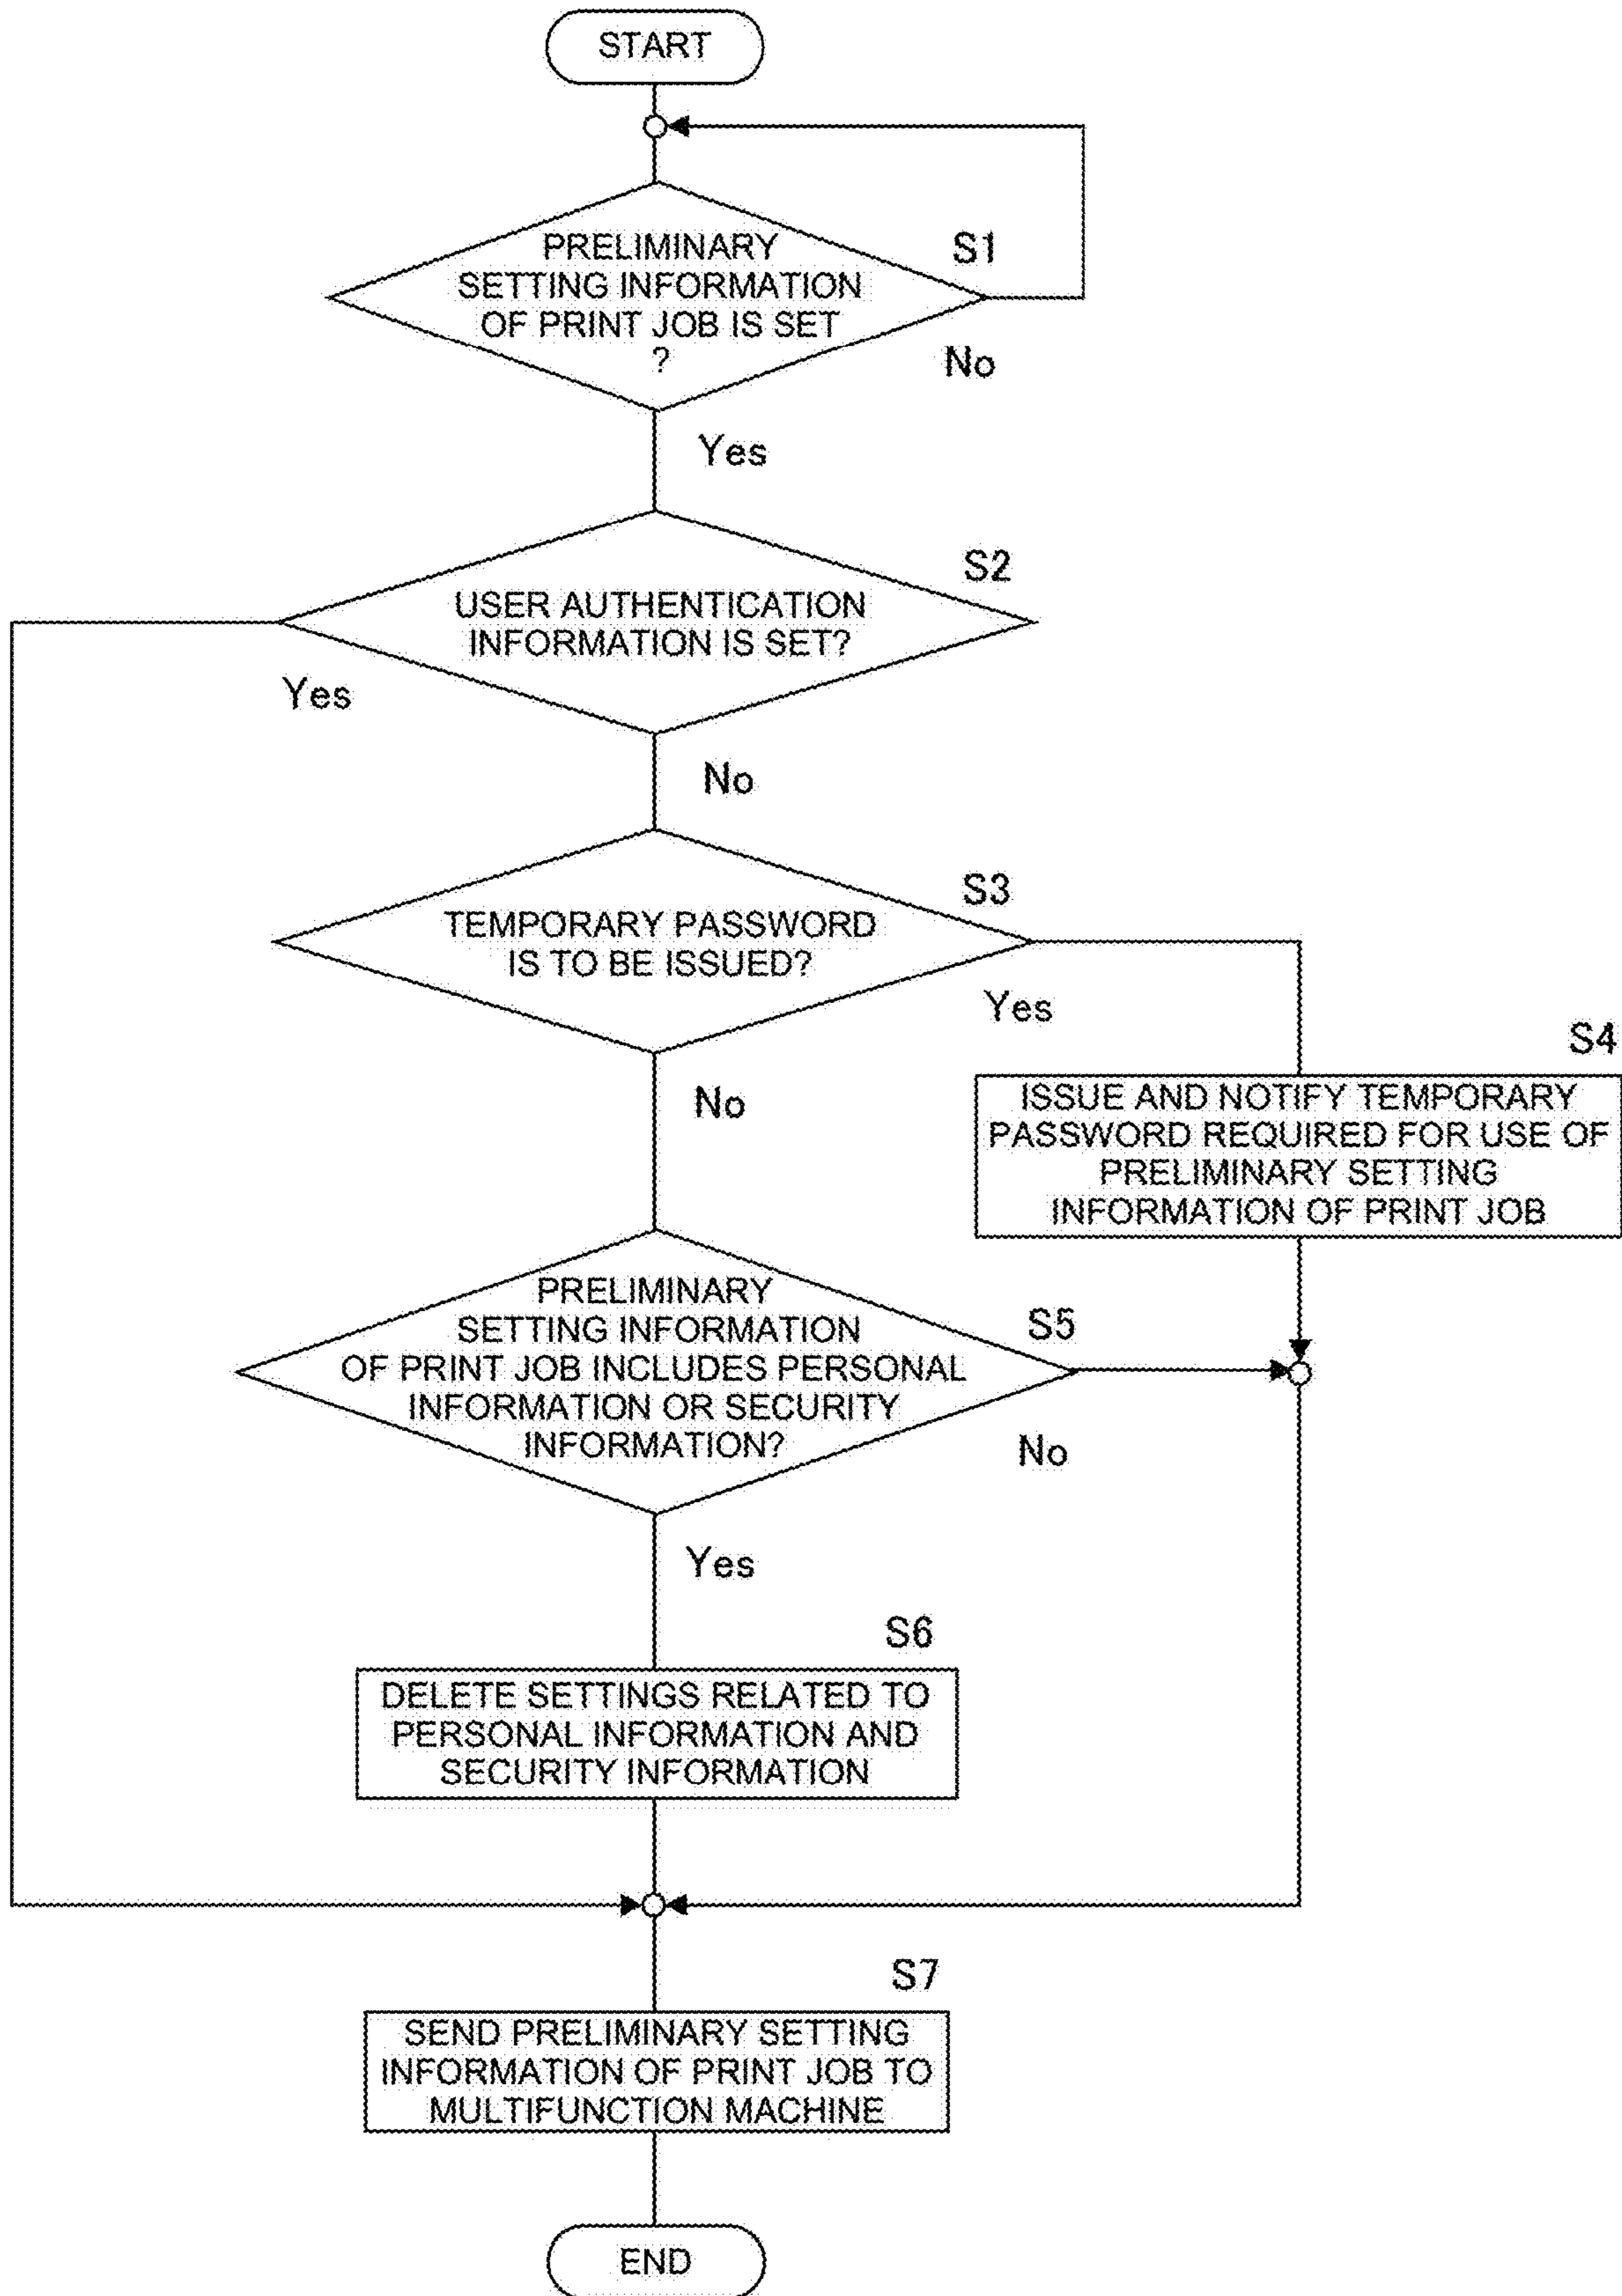 START
PRELIMINARY
SETTING INFORMATION
OF PRINT JOB IS SET
?
S1
No
Yes
S2
USER AUTHENTICATION
INFORMATION IS SET?
Yes
No
S3
TEMPORARY PASSWORD
IS TO BE ISSUED?
Yes
No
S4
ISSUE AND NOTIFY TEMPORARY
PASSWORD REQUIRED FOR USE OF
PRELIMINARY SETTING
INFORMATION OF PRINT JOB
PRELIMINARY
SETTING INFORMATION
OF PRINT JOB INCLUDES PERSONAL
INFORMATION OR SECURITY
INFORMATION?
S5
No
Yes
S6
DELETE SETTINGS RELATED TO
PERSONAL INFORMATION AND
SECURITY INFORMATION
S7
SEND PRELIMINARY SETTING
INFORMATION OF PRINT JOB TO
MULTIFUNCTION MACHINE
END